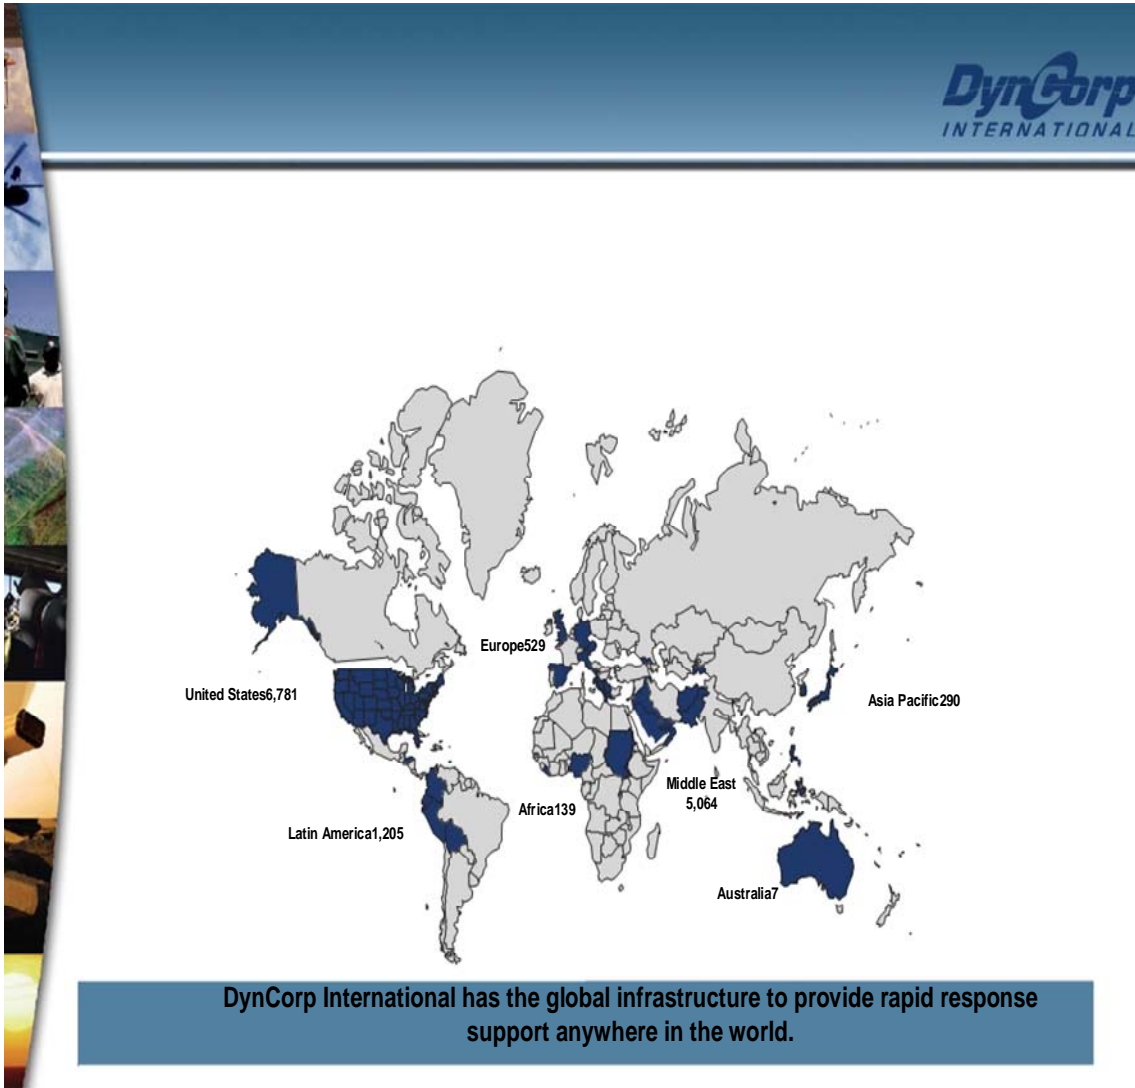 DynCorp
INTERNATIONAL
Europe529
United States6,781
Asia Pacific290
Middle East
5,064
Africa139
Latin America1,205
Australia7
DynCorp International has the global infrastructure to provide rapid response
support anywhere in the world.